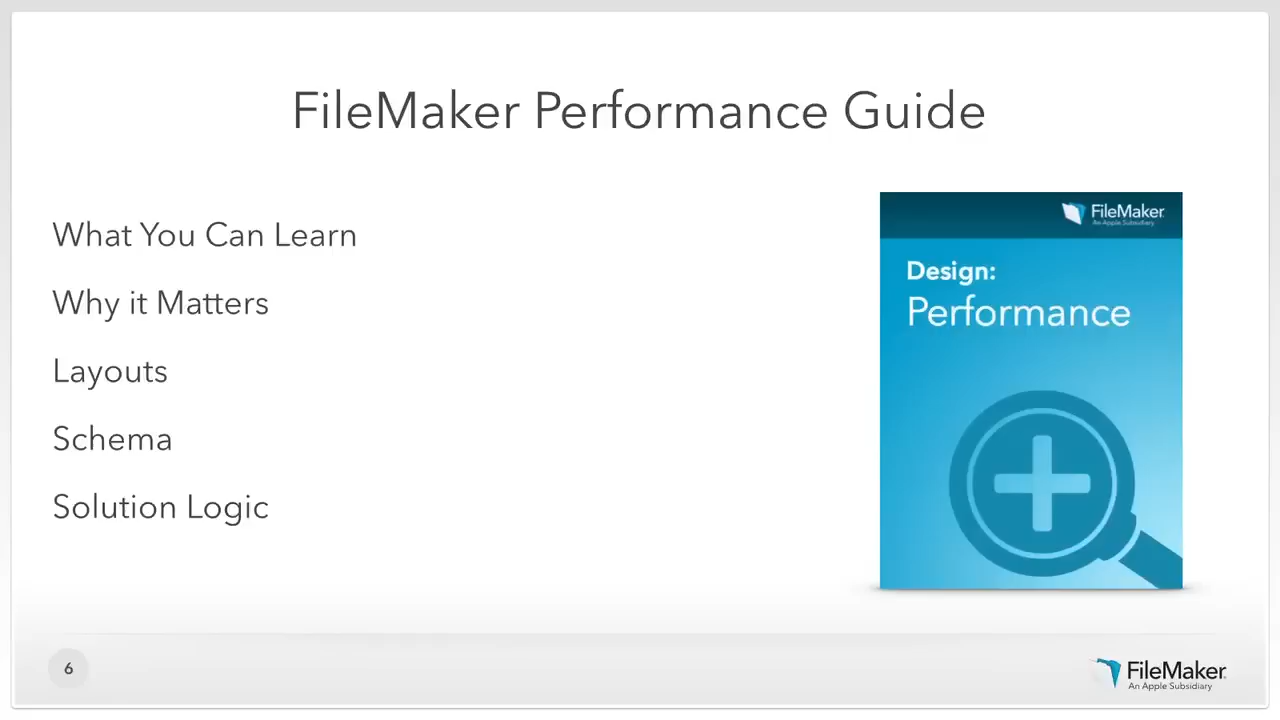 FileMaker Performance Guide
What You Can Learn
Why it Matters
Layouts
Schema
Solution Logic
FileMaker
An Apple Subsidiary
Design:
Performance
6
FileMaker
An Apple Subsidiary